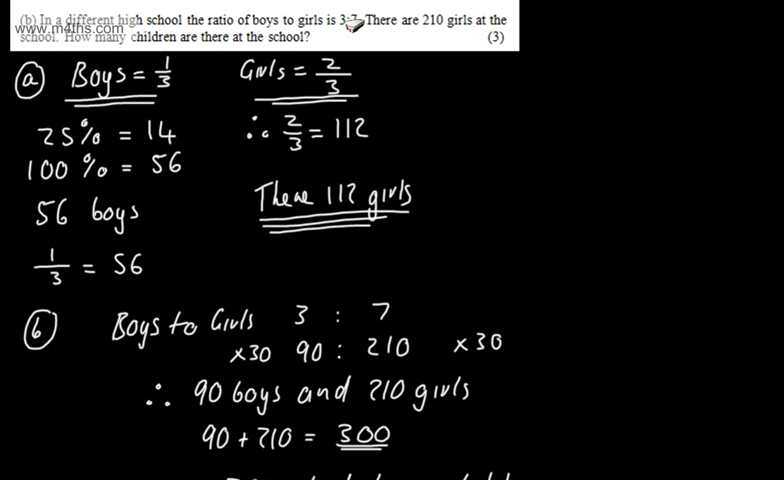 (b) In a different high school the ratio of boys to girls is 3:7. There are 210 girls at the
school. How many children are there at the school? (3)
www.m4ths.com
(a) Boys = 1/3 Girls = 2/3
25% = 14 ∴ 2/3 = 112
100% = 56
56 boys There 112 girls
1/3 = 56
(b) Boys to Girls 3 : 7
×30 90 : 210 ×30
∴ 90 boys and 210 girls
90 + 210 = 300